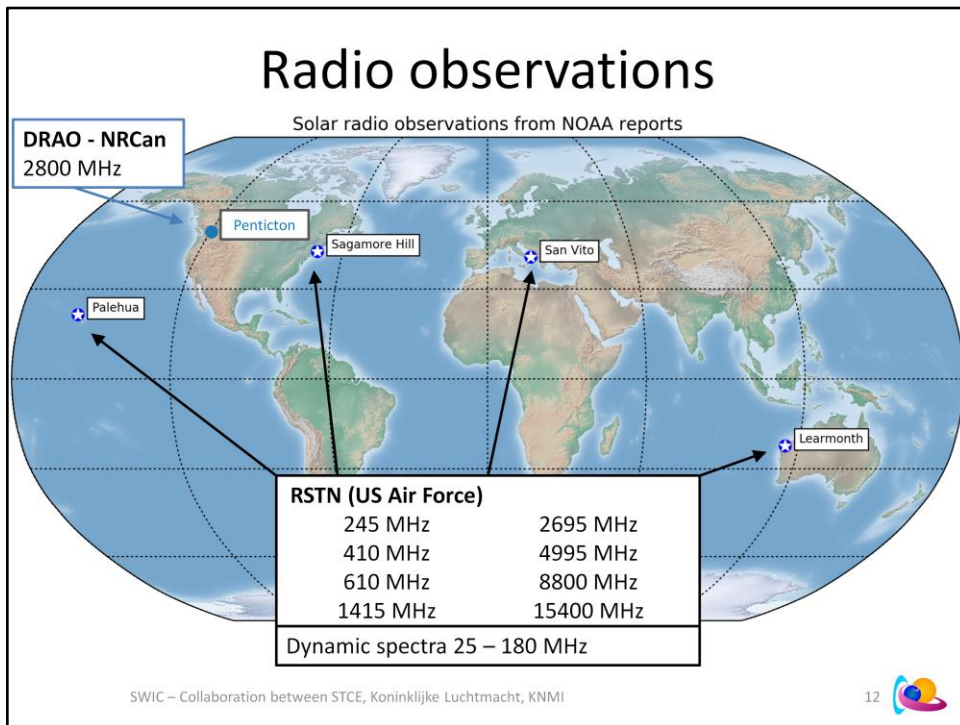 Radio observations
Solar radio observations from NOAA reports
DRAO - NRCan
2800 MHz
Penticton
Sagamore Hill
San Vito
Palehua
Learmonth
RSTN (US Air Force)
245 MHz 2695 MHz
410 MHz 4995 MHz
610 MHz 8800 MHz
1415 MHz 15400 MHz
Dynamic spectra 25 – 180 MHz
SWIC – Collaboration between STCE, Koninklijke Luchtmacht, KNMI 12